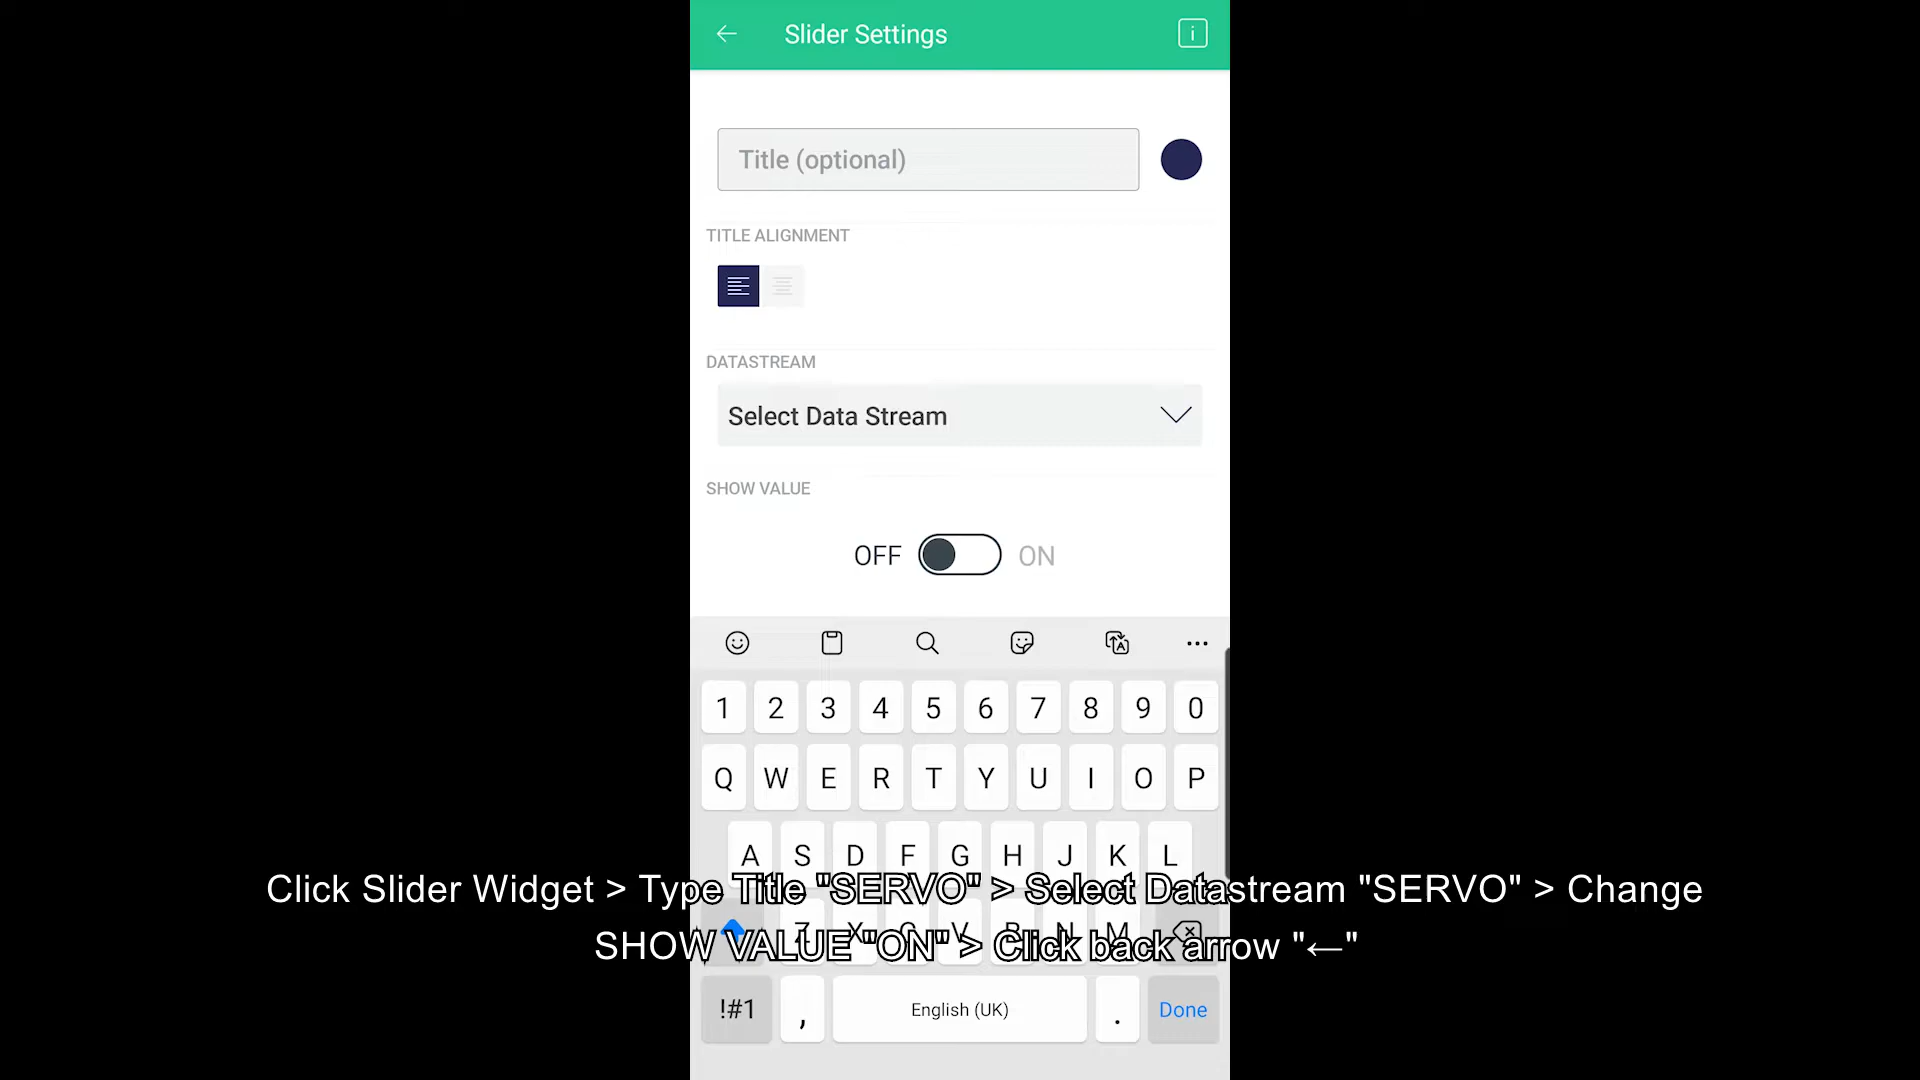 Slider Settings
Title (optional)
TITLE ALIGNMENT
DATASTREAM
Select Data Stream
SHOW VALUE
OFF ON
1 2 3 4 5 6 7 8 9 0
Q W E R T Y U I O P
A S D F G H J K L
Click Slider Widget > Type Title "SERVO" > Select Datastream "SERVO" > Change
Z X C V B N M
SHOW VALUE "ON" > Click back arrow "←"
!#1 , English (UK) . Done